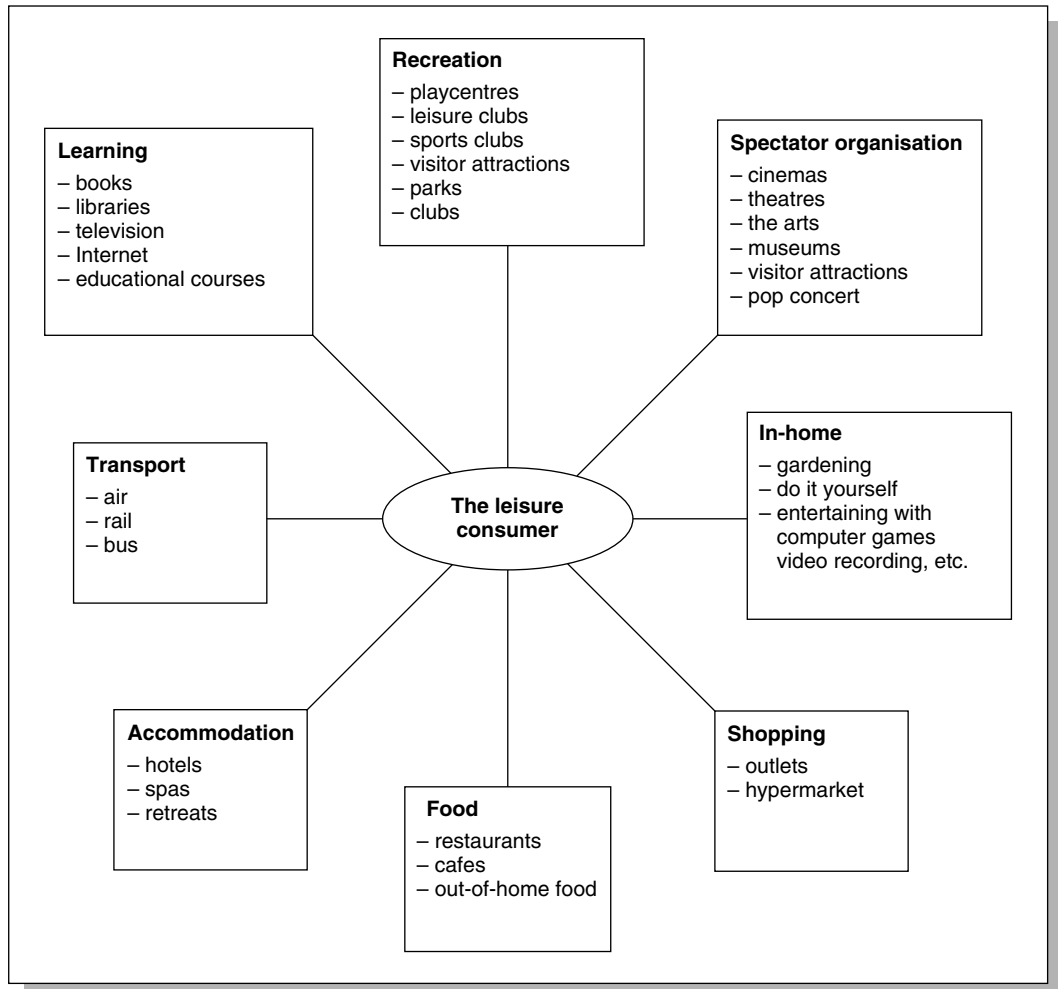 Recreation
– playcentres
– leisure clubs
– sports clubs
– visitor attractions
– parks
– clubs
Learning
– books
– libraries
– television
– Internet
– educational courses
Spectator organisation
– cinemas
– theatres
– the arts
– museums
– visitor attractions
– pop concert
Transport
– air
– rail
– bus
The leisure
consumer
In-home
– gardening
– do it yourself
– entertaining with
computer games
video recording, etc.
Accommodation
– hotels
– spas
– retreats
Food
– restaurants
– cafes
– out-of-home food
Shopping
– outlets
– hypermarket